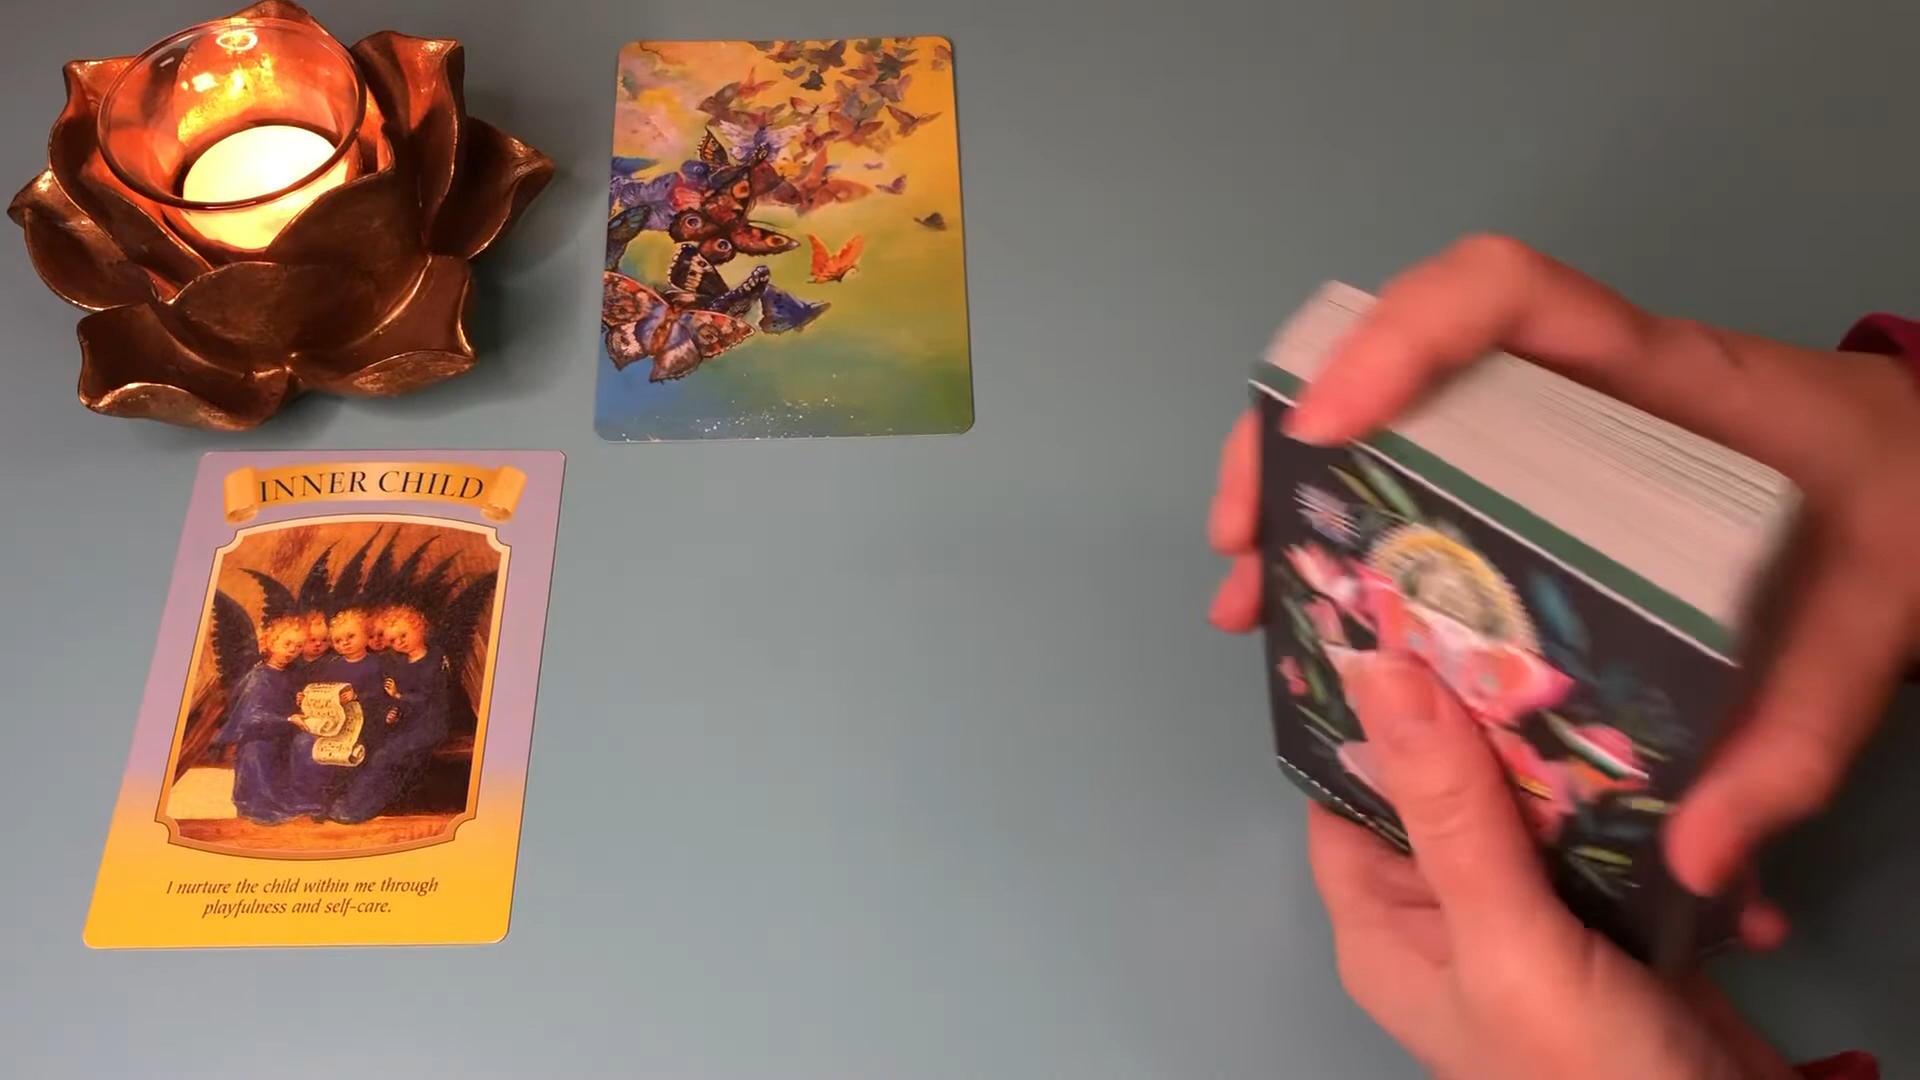 INNER CHILD
I nurture the child within me through
playfulness and self-care.